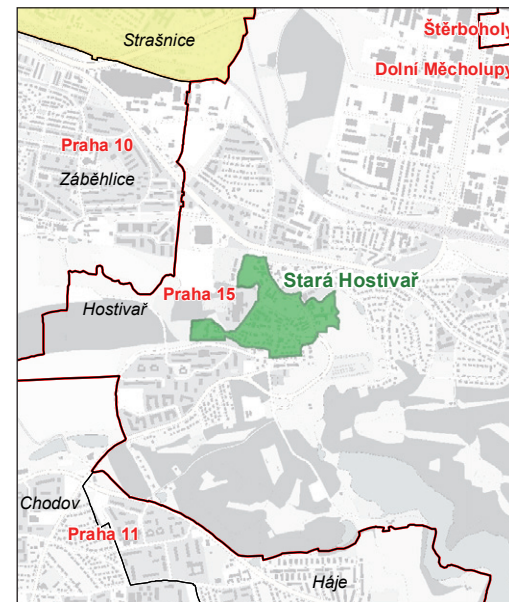 Strašnice
Štěrboholy
Dolní Měcholupy
Praha 10
Záběhlice
Stará Hostivař
Praha 15
Hostivař
Chodov
Praha 11
Háje